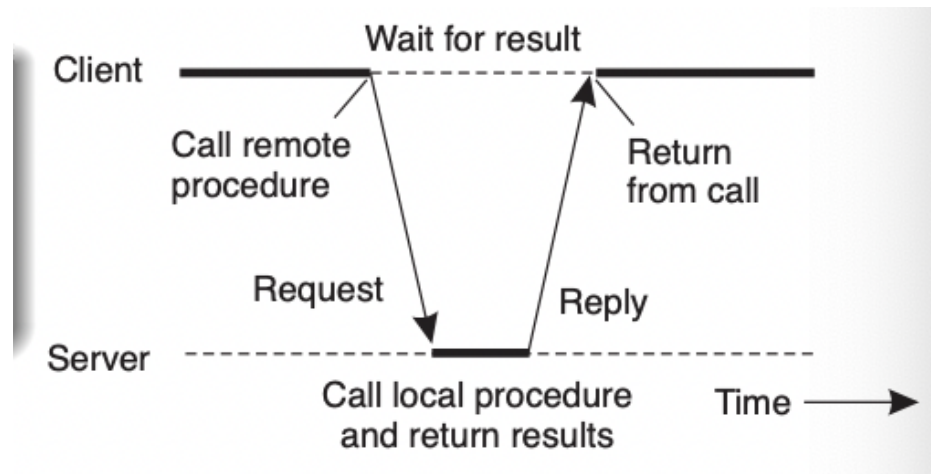 Wait for result
Client
Call remote
procedure
Return
from call
Request
Reply
Server
Call local procedure
and return results
Time